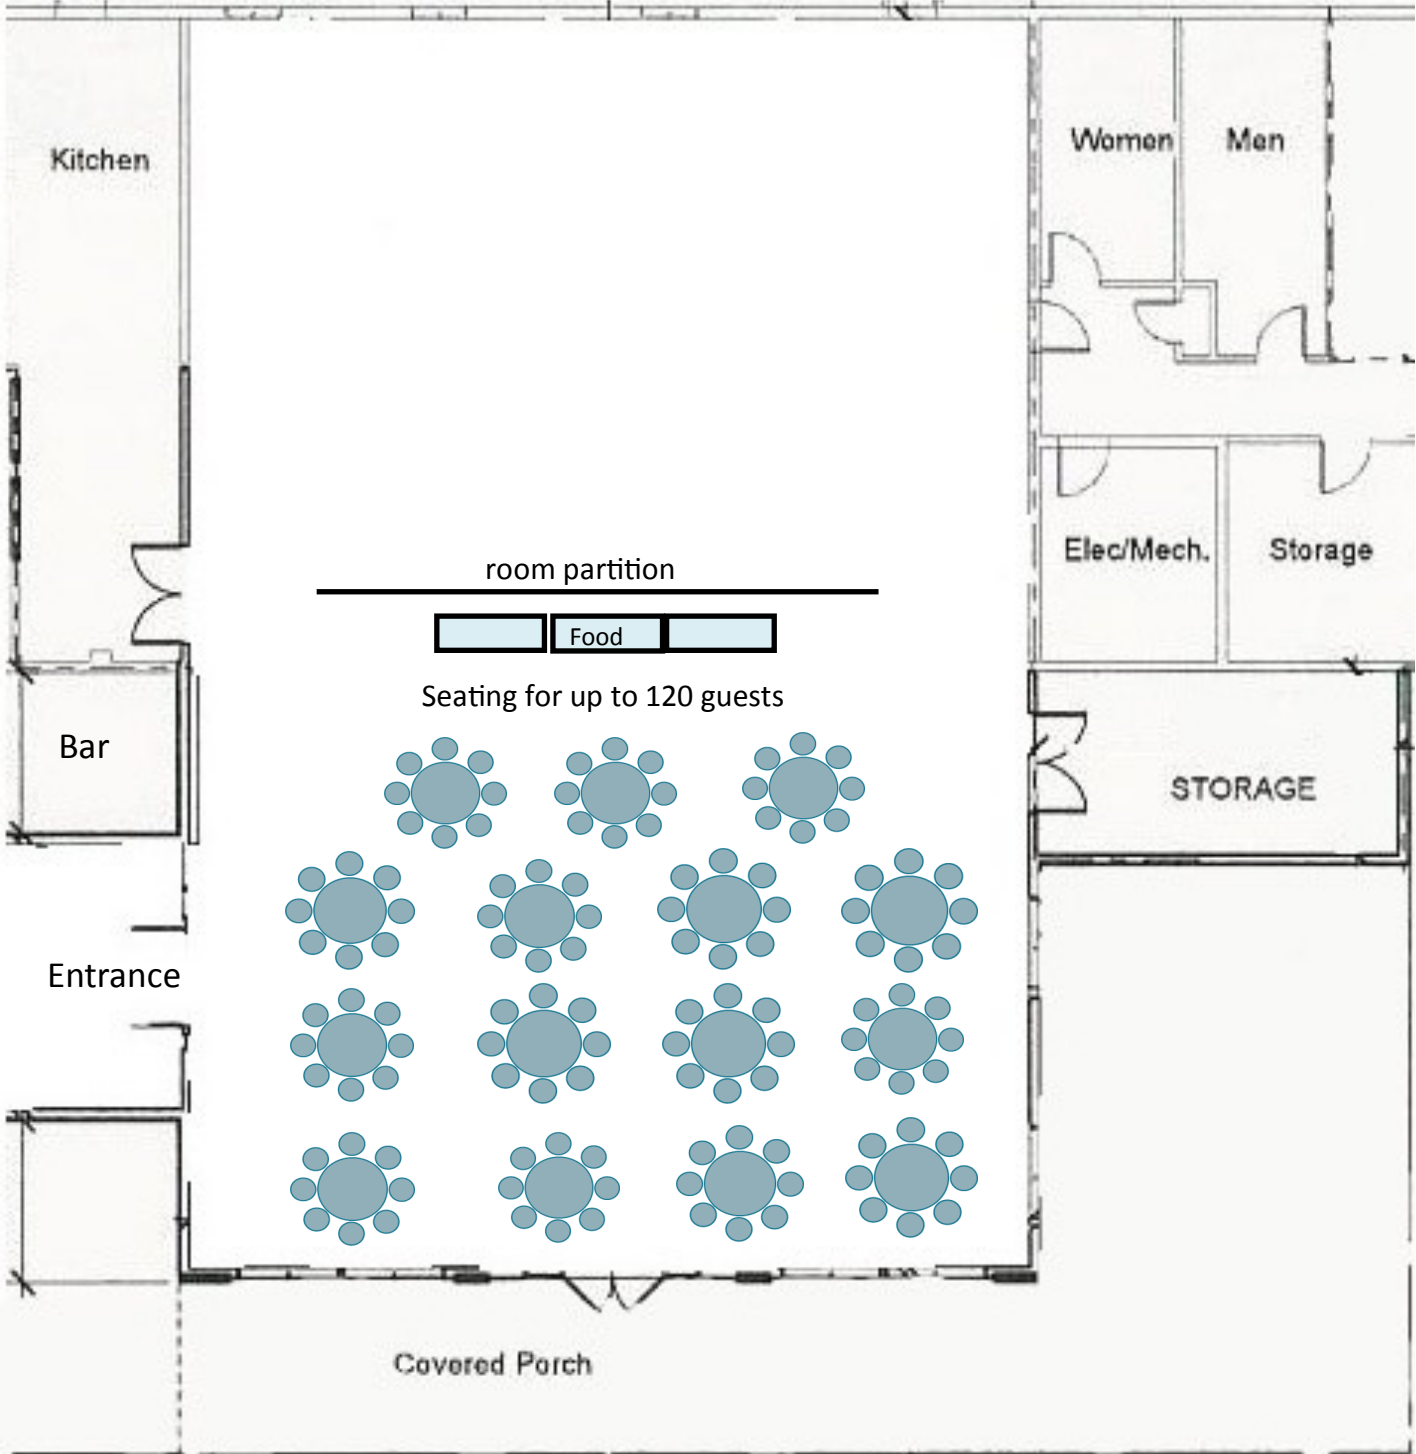 Women
Men
Kitchen
Elec/Mech.
Storage
room partition
Food
Seating for up to 120 guests
Bar
STORAGE
Entrance
Covered Porch